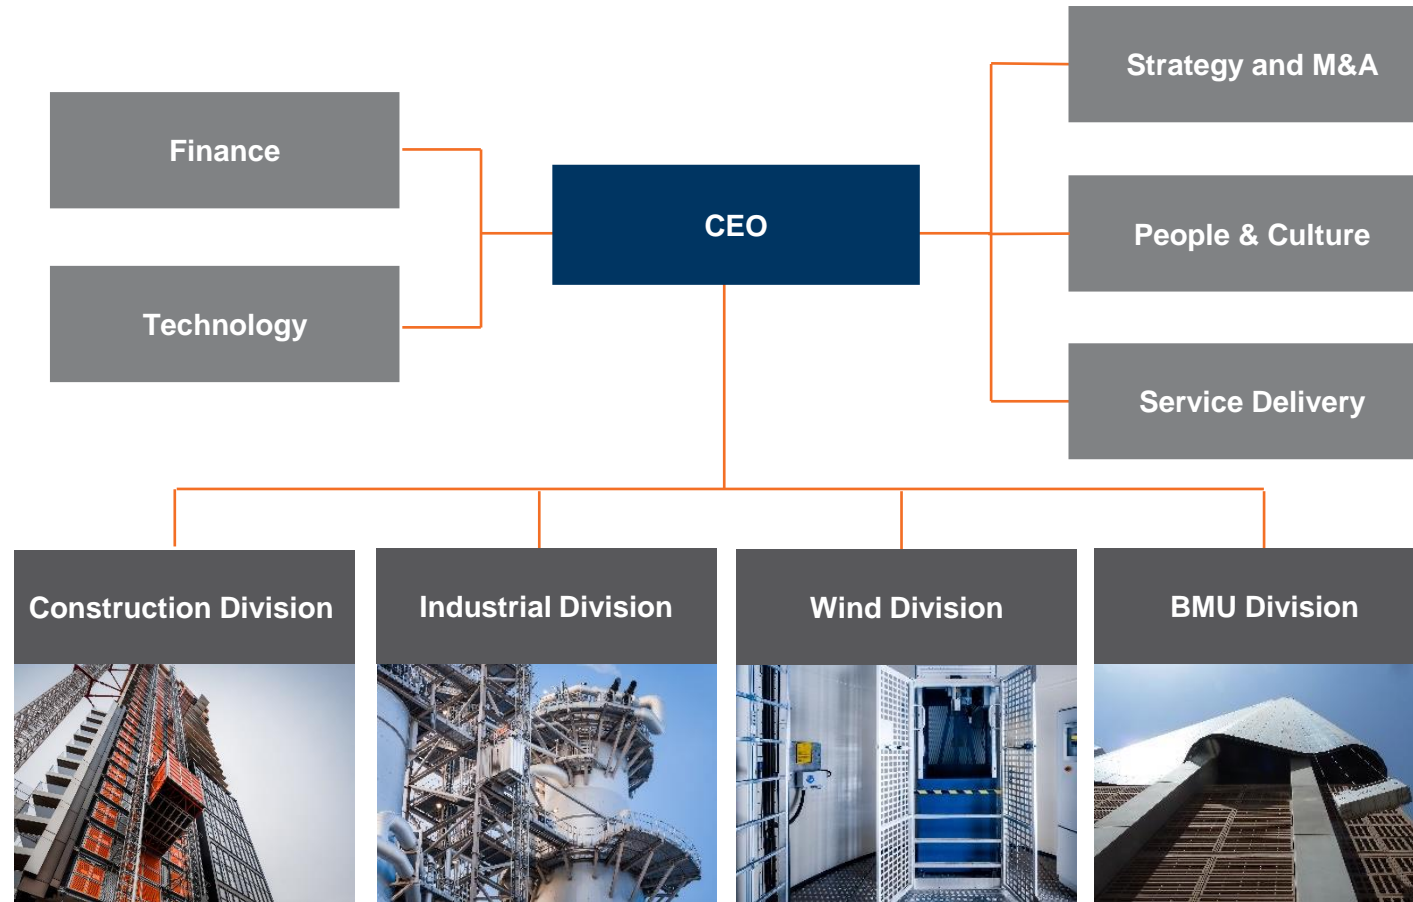 Strategy and M&A
Finance
CEO
People & Culture
Technology
Service Delivery
Construction Division
Industrial Division
Wind Division
BMU Division